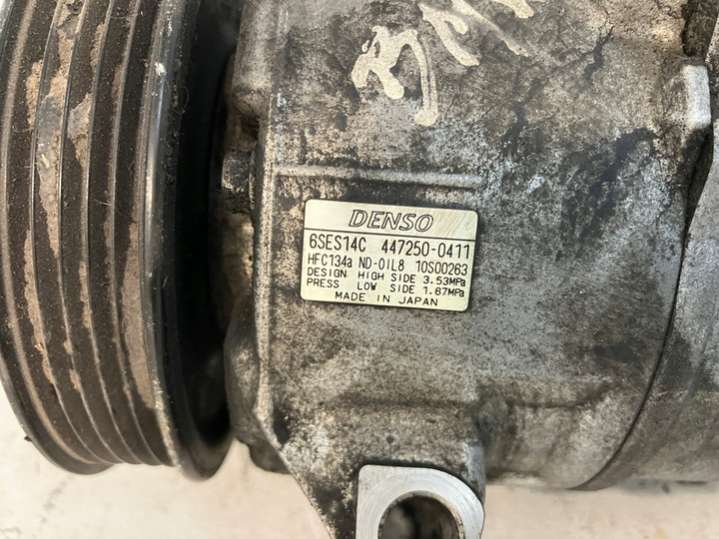 DENSO
6SES14C 447250-0411
HFC134a ND-OIL8 10S00263
DESIGN HIGH SIDE 3.53MPa
PRESS LOW SIDE 1.67MPa
MADE IN JAPAN